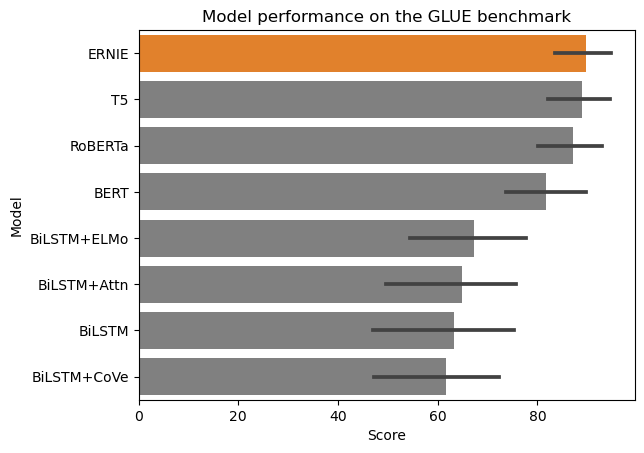 Model performance on the GLUE benchmark
ERNIE
T5
RoBERTa
BERT
BiLSTM+ELMo
BiLSTM+Attn
BiLSTM
BiLSTM+CoVe
Model
0 20 40 60 80
Score